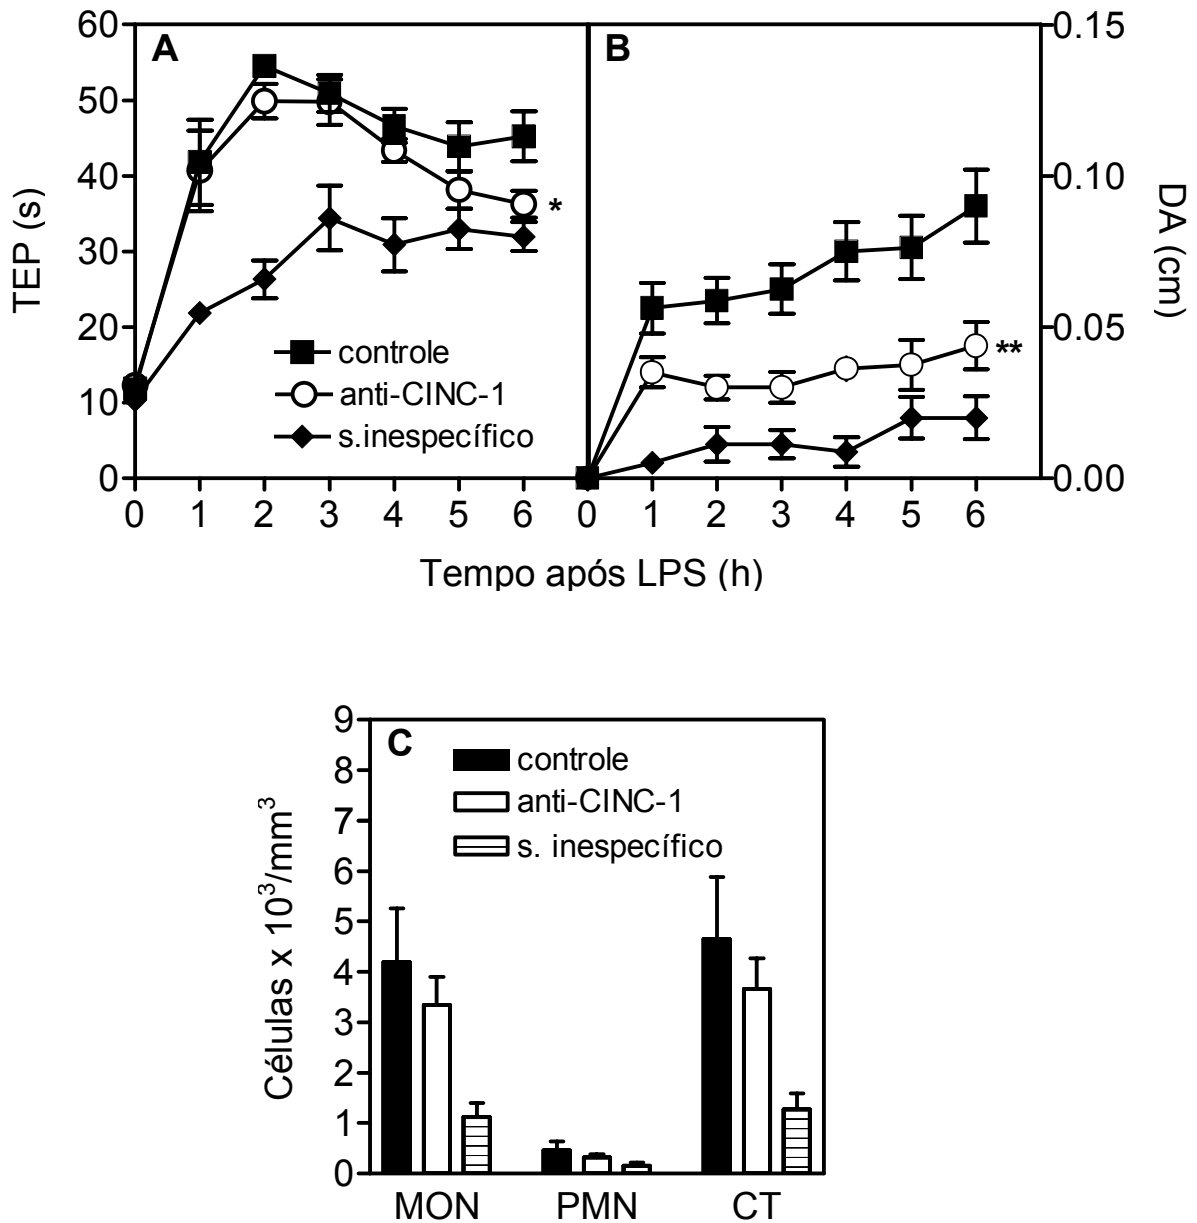 A
B
60
50
40
30
20
10
0
TEP (s)
0.15
0.10
0.05
0.00
DA (cm)
*
**
controle
anti-CINC-1
s.inespecífico
0 1 2 3 4 5 6
0 1 2 3 4 5 6
Tempo após LPS (h)
C
9
8
7
6
5
4
3
2
1
0
Células x 10³/mm³
controle
anti-CINC-1
s. inespecífico
MON PMN CT